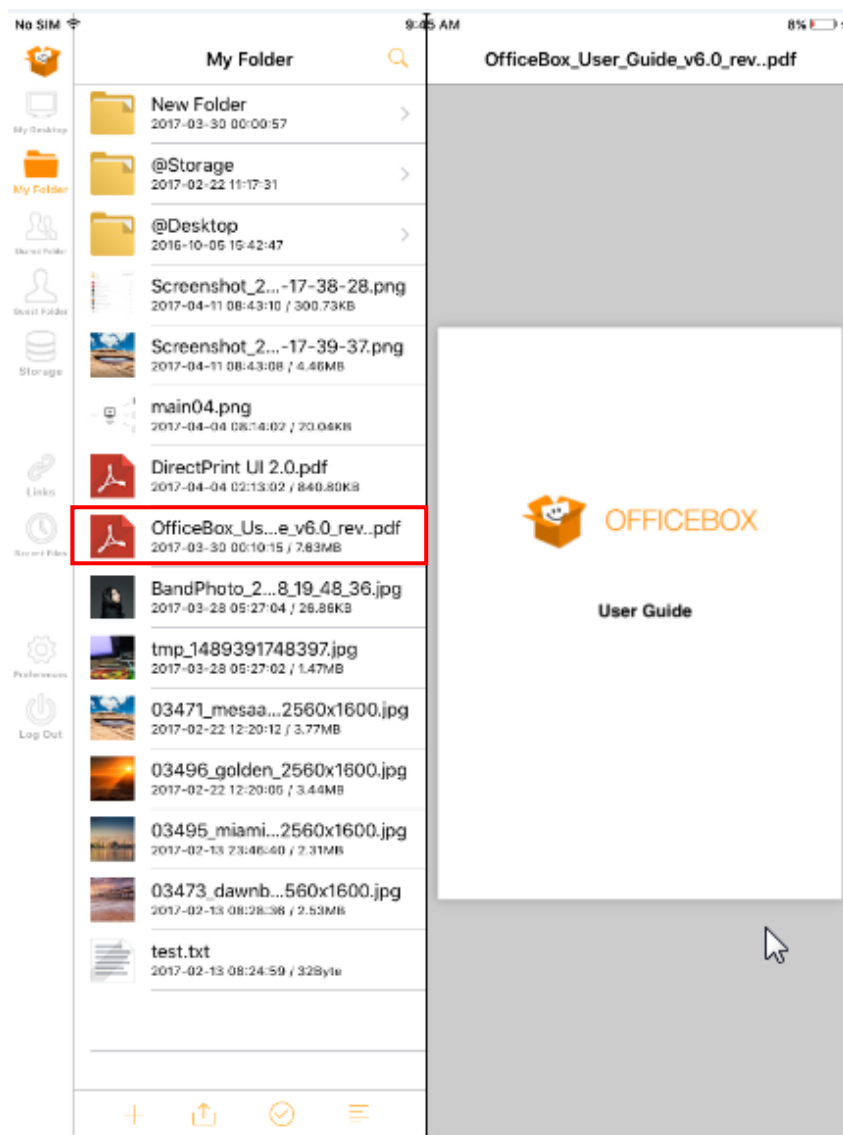 No SIM
9:45 AM
8%
My Folder
OfficeBox_User_Guide_v6.0_rev..pdf
My Desktop
My Folder
Shared Folder
Guest Folder
Storage
Links
Recent Files
Preferences
Log Out
New Folder
2017-03-30 00:00:57
@Storage
2017-02-22 11:17:31
@Desktop
2016-10-05 15:42:47
Screenshot_2...-17-38-28.png
2017-04-11 08:43:10 / 300.73KB
Screenshot_2...-17-39-37.png
2017-04-11 08:43:08 / 4.46MB
main04.png
2017-04-04 08:14:02 / 20.04KB
DirectPrint UI 2.0.pdf
2017-04-04 02:13:02 / 840.80KB
OfficeBox_Us...e_v6.0_rev..pdf
2017-03-30 00:10:15 / 7.63MB
BandPhoto_2...8_19_48_36.jpg
2017-03-28 05:27:04 / 26.86KB
tmp_1489391748397.jpg
2017-03-28 05:27:02 / 1.47MB
03471_mesaa...2560x1600.jpg
2017-02-22 12:20:12 / 3.77MB
03496_golden_2560x1600.jpg
2017-02-22 12:20:05 / 3.44MB
03495_miami...2560x1600.jpg
2017-02-13 23:46:40 / 2.31MB
03473_dawnb...560x1600.jpg
2017-02-13 08:28:36 / 2.53MB
test.txt
2017-02-13 08:24:59 / 32Byte
OFFICEBOX
User Guide